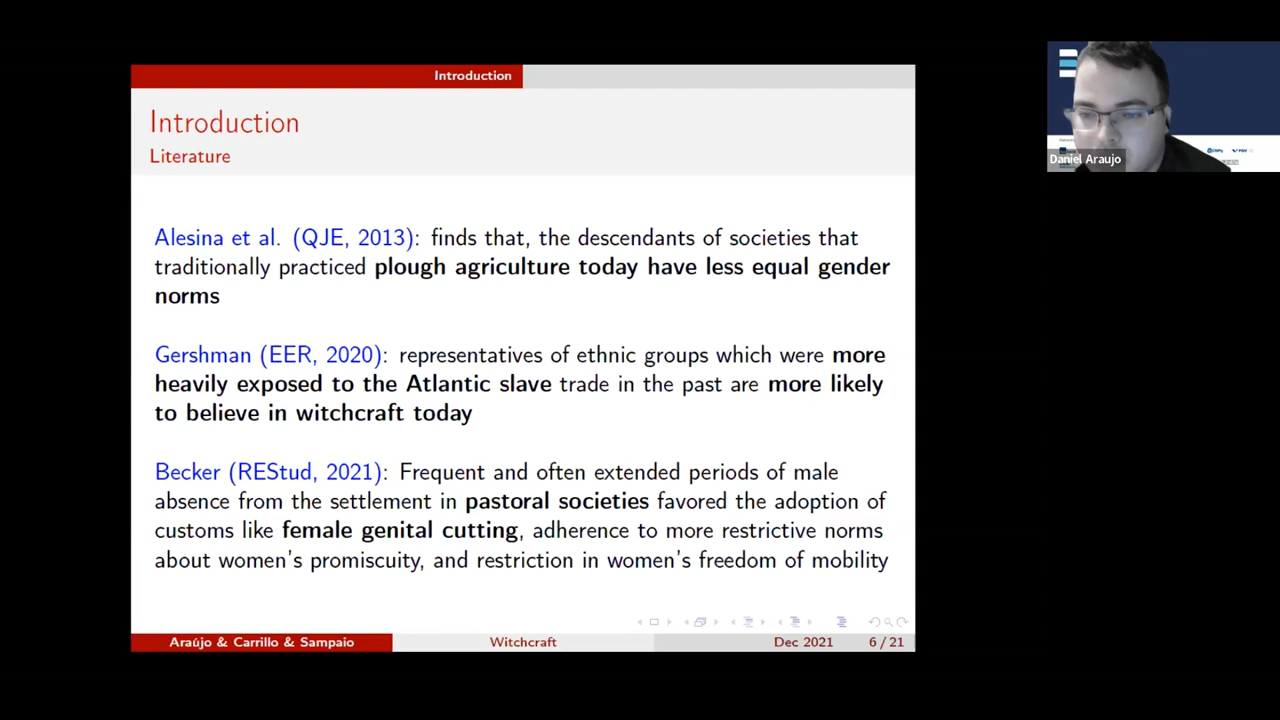 Introduction
Introduction
Literature
Alesina et al. (QJE, 2013): finds that, the descendants of societies that
traditionally practiced plough agriculture today have less equal gender
norms
Gershman (EER, 2020): representatives of ethnic groups which were more
heavily exposed to the Atlantic slave trade in the past are more likely
to believe in witchcraft today
Becker (REStud, 2021): Frequent and often extended periods of male
absence from the settlement in pastoral societies favored the adoption of
customs like female genital cutting, adherence to more restrictive norms
about women's promiscuity, and restriction in women's freedom of mobility
Araújo & Carrillo & Sampaio
Witchcraft
Dec 2021
6 / 21
Daniel Araujo